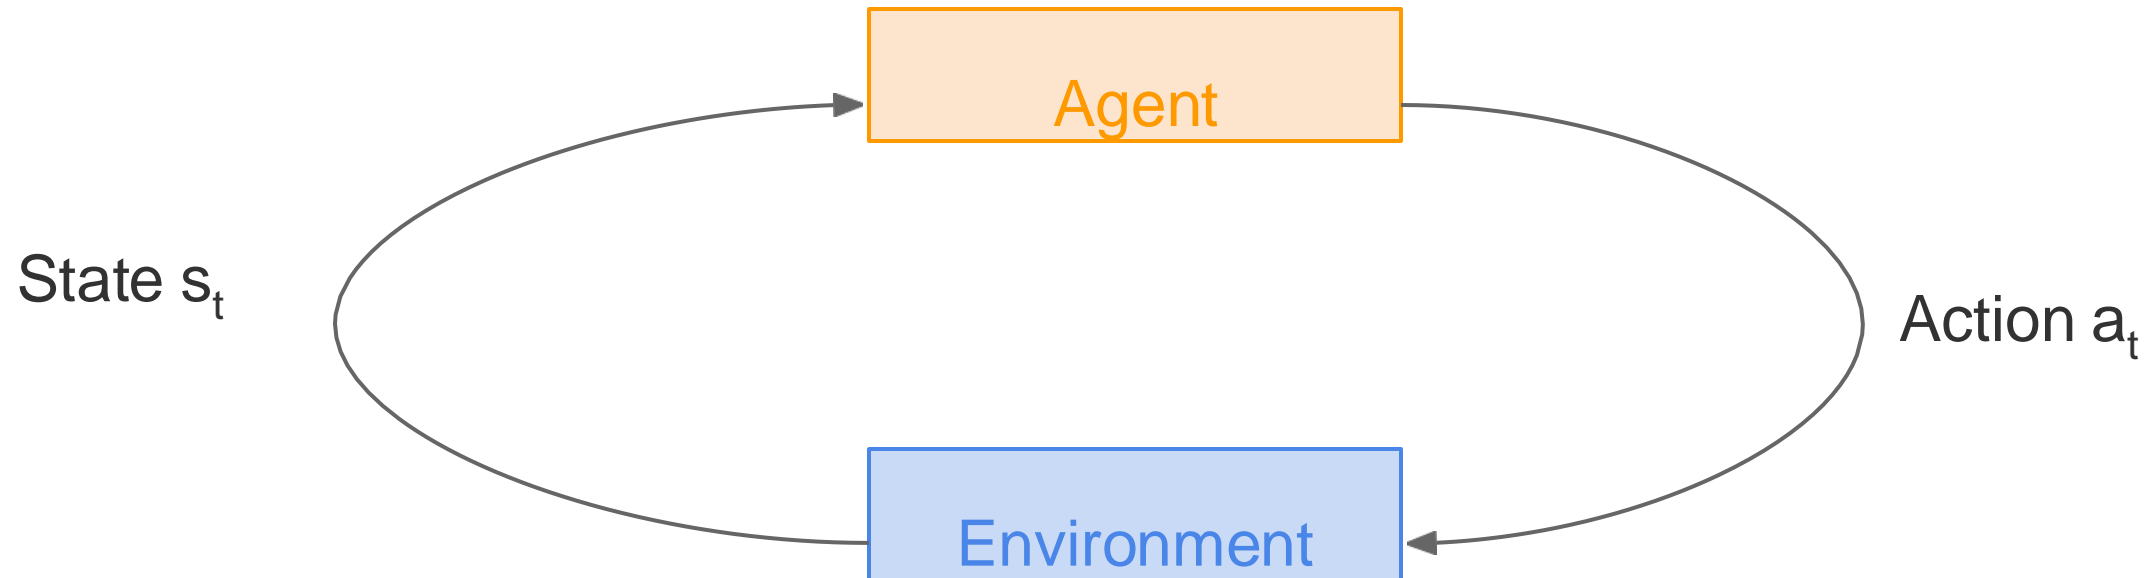 Agent
State sₜ
Action aₜ
Environment